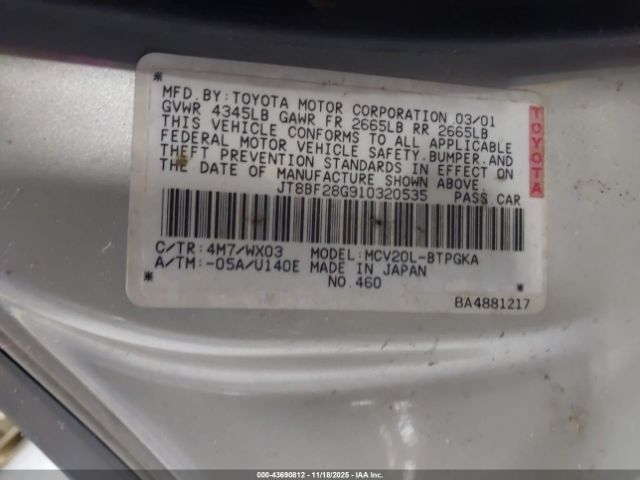 MFD. BY: TOYOTA MOTOR CORPORATION 03/01
GVWR 4345LB GAWR FR 2665LB RR 2665LB
THIS VEHICLE CONFORMS TO ALL APPLICABLE
FEDERAL MOTOR VEHICLE SAFETY, BUMPER, AND
THEFT PREVENTION STANDARDS IN EFFECT ON
THE DATE OF MANUFACTURE SHOWN ABOVE.
JT8BF28G910320535 PASS. CAR
TOYOTA
C/TR: 4M7/WX03 MODEL: MCV20L-BTPGKA
A/TM: -05A/U140E MADE IN JAPAN
NO. 460
BA4881217
000-43690812 - 11/18/2025 - IAA Inc.